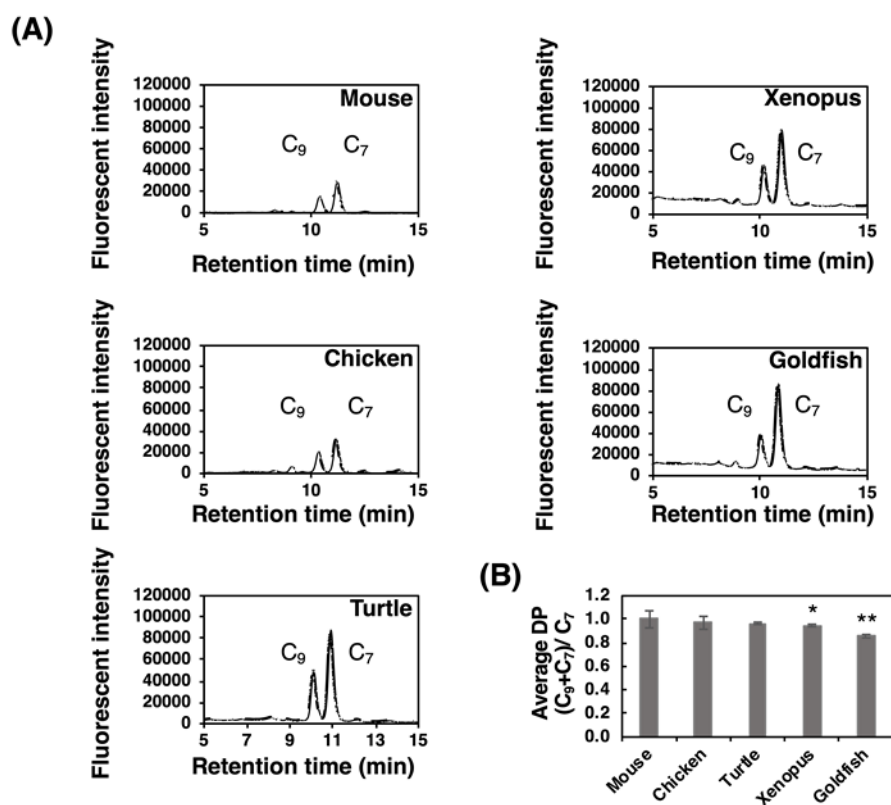 (A)
Fluorescent intensity
120000
100000
80000
60000
40000
20000
0
Mouse
C9
C7
5
10
15
Retention time (min)
Fluorescent intensity
120000
100000
80000
60000
40000
20000
0
Xenopus
C9
C7
5
10
15
Retention time (min)
Fluorescent intensity
120000
100000
80000
60000
40000
20000
0
Chicken
C9
C7
5
10
15
Retention time (min)
Fluorescent intensity
120000
100000
80000
60000
40000
20000
0
Goldfish
C9
C7
5
10
15
Retention time (min)
Fluorescent intensity
120000
100000
80000
60000
40000
20000
0
Turtle
C9
C7
5
7
9
11
13
15
Retention time (min)
(B)
Average DP
(C9+C7)/ C7
1.2
1.0
0.8
0.6
0.4
0.2
0.0
*
**
Mouse
Chicken
Turtle
Xenopus
Goldfish